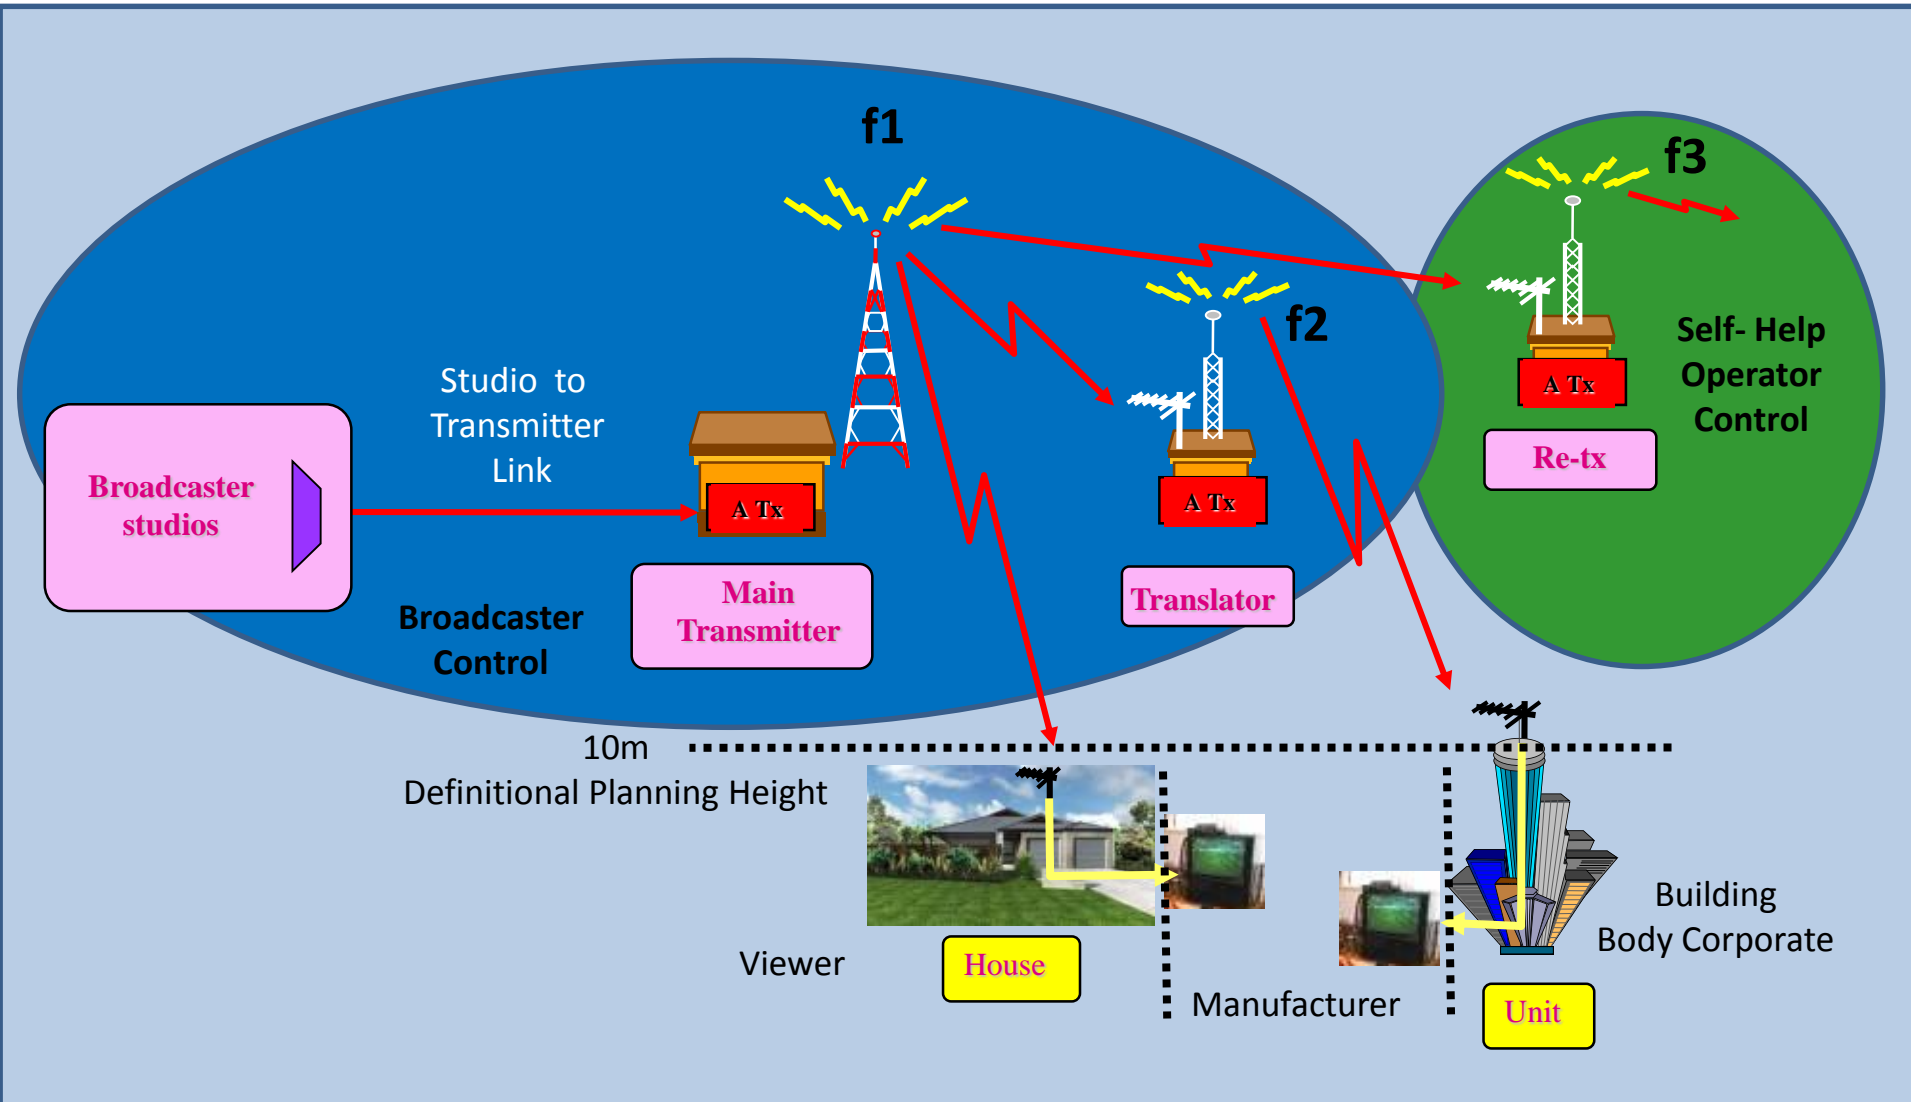 f1
f3
f2
Self- Help
Operator
Control
Studio to
Transmitter
Link
A Tx
Re-tx
Broadcaster
studios
A Tx
A Tx
Main
Transmitter
Translator
Broadcaster
Control
10m
Definitional Planning Height
Building
Body Corporate
Viewer
House
Manufacturer
Unit